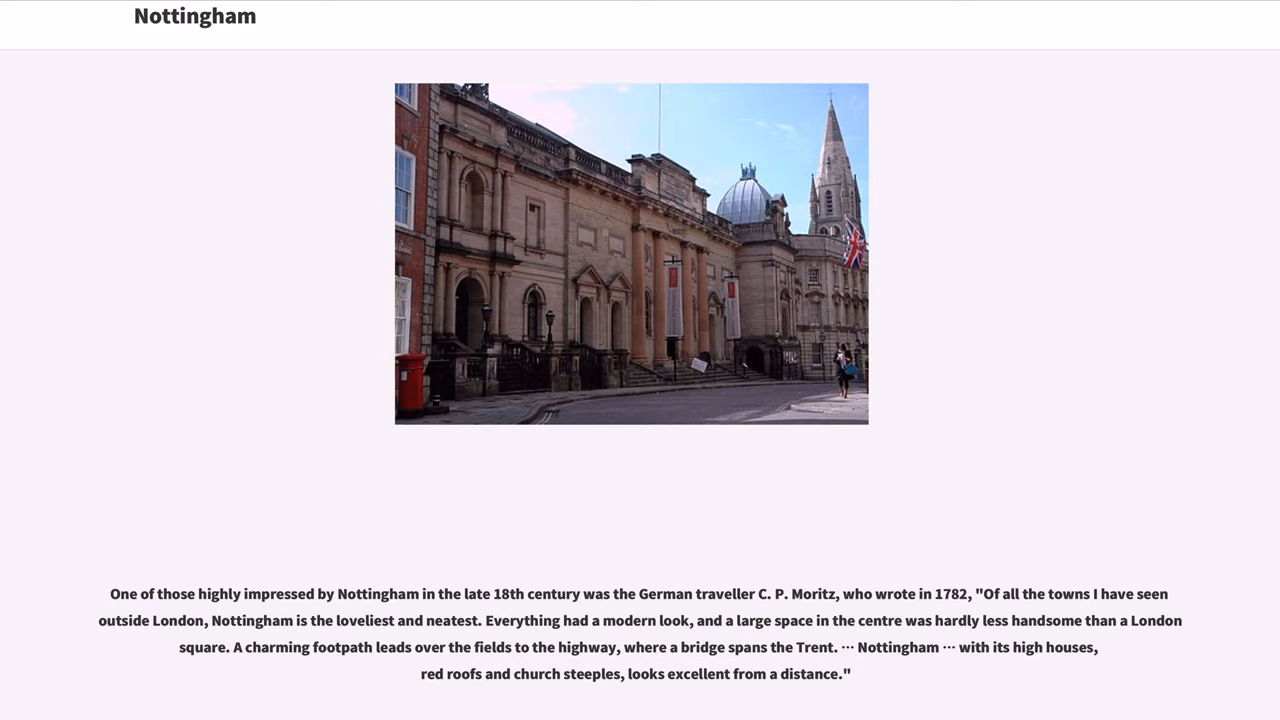 Nottingham
One of those highly impressed by Nottingham in the late 18th century was the German traveller C. P. Moritz, who wrote in 1782, "Of all the towns I have seen
outside London, Nottingham is the loveliest and neatest. Everything had a modern look, and a large space in the centre was hardly less handsome than a London
square. A charming footpath leads over the fields to the highway, where a bridge spans the Trent. ··· Nottingham ··· with its high houses,
red roofs and church steeples, looks excellent from a distance."